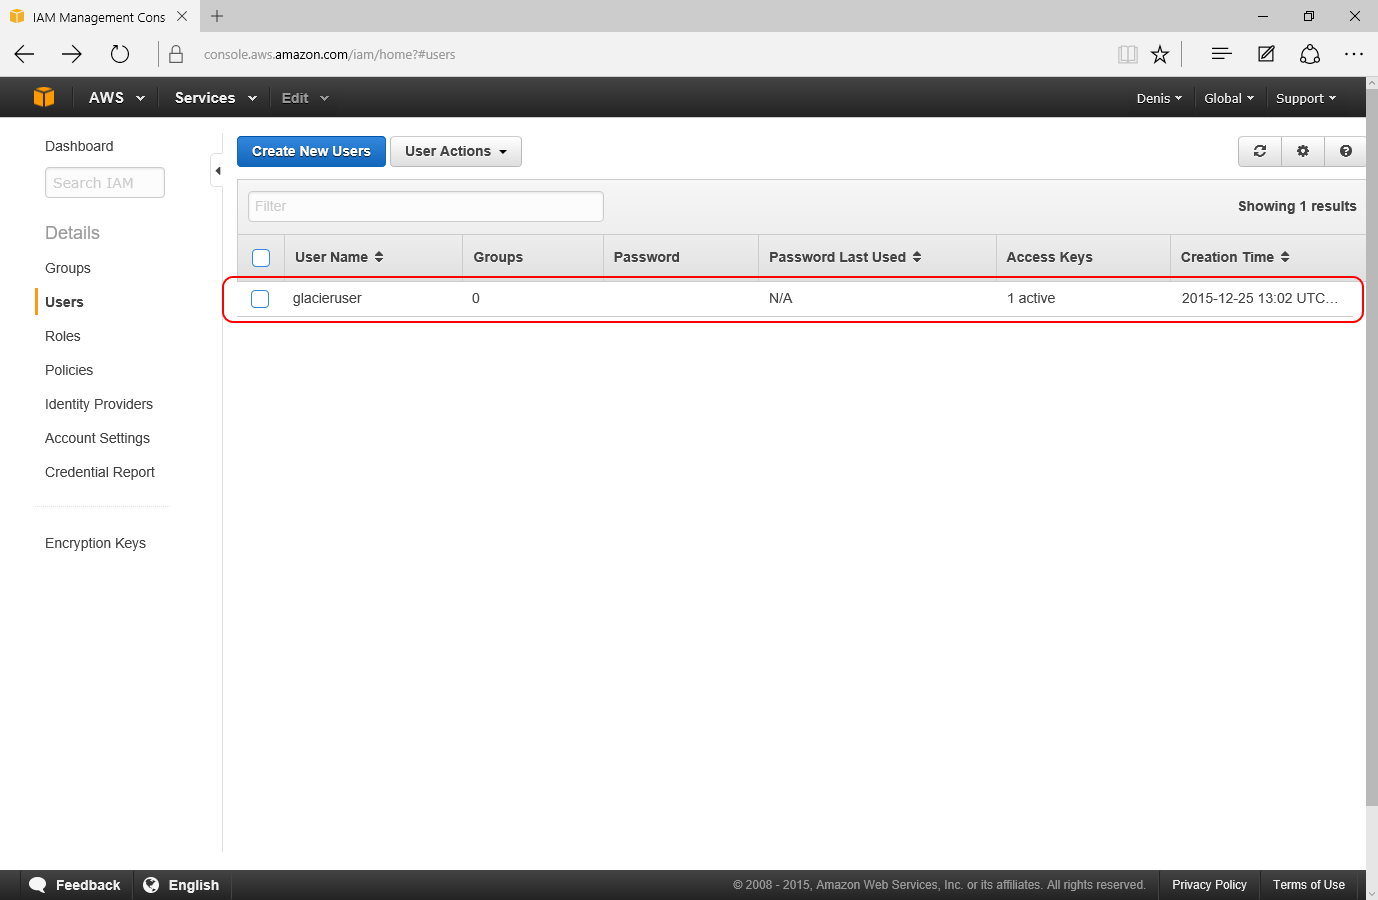 IAM Management Cons
console.aws.amazon.com/iam/home?#users
AWS Services Edit Denis Global Support
Dashboard
Search IAM
Details
Groups
Users
Roles
Policies
Identity Providers
Account Settings
Credential Report
Encryption Keys
Create New Users User Actions
Filter Showing 1 results
User Name Groups Password Password Last Used Access Keys Creation Time
glacieruser 0 N/A 1 active 2015-12-25 13:02 UTC...
Feedback English © 2008 - 2015, Amazon Web Services, Inc. or its affiliates. All rights reserved. Privacy Policy Terms of Use